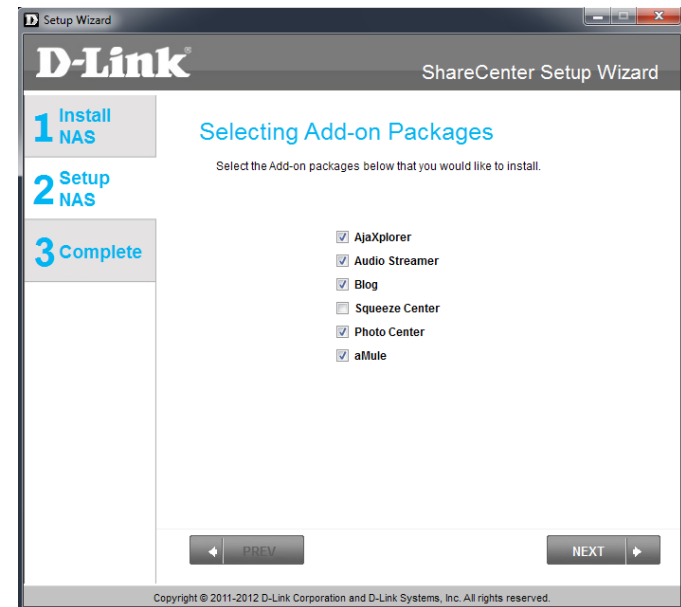 Setup Wizard
D-Link®
ShareCenter Setup Wizard
1 Install
NAS
2 Setup
NAS
3 Complete
Selecting Add-on Packages
Select the Add-on packages below that you would like to install.
AjaXplorer
Audio Streamer
Blog
Squeeze Center
Photo Center
aMule
PREV
NEXT
Copyright © 2011-2012 D-Link Corporation and D-Link Systems, Inc. All rights reserved.